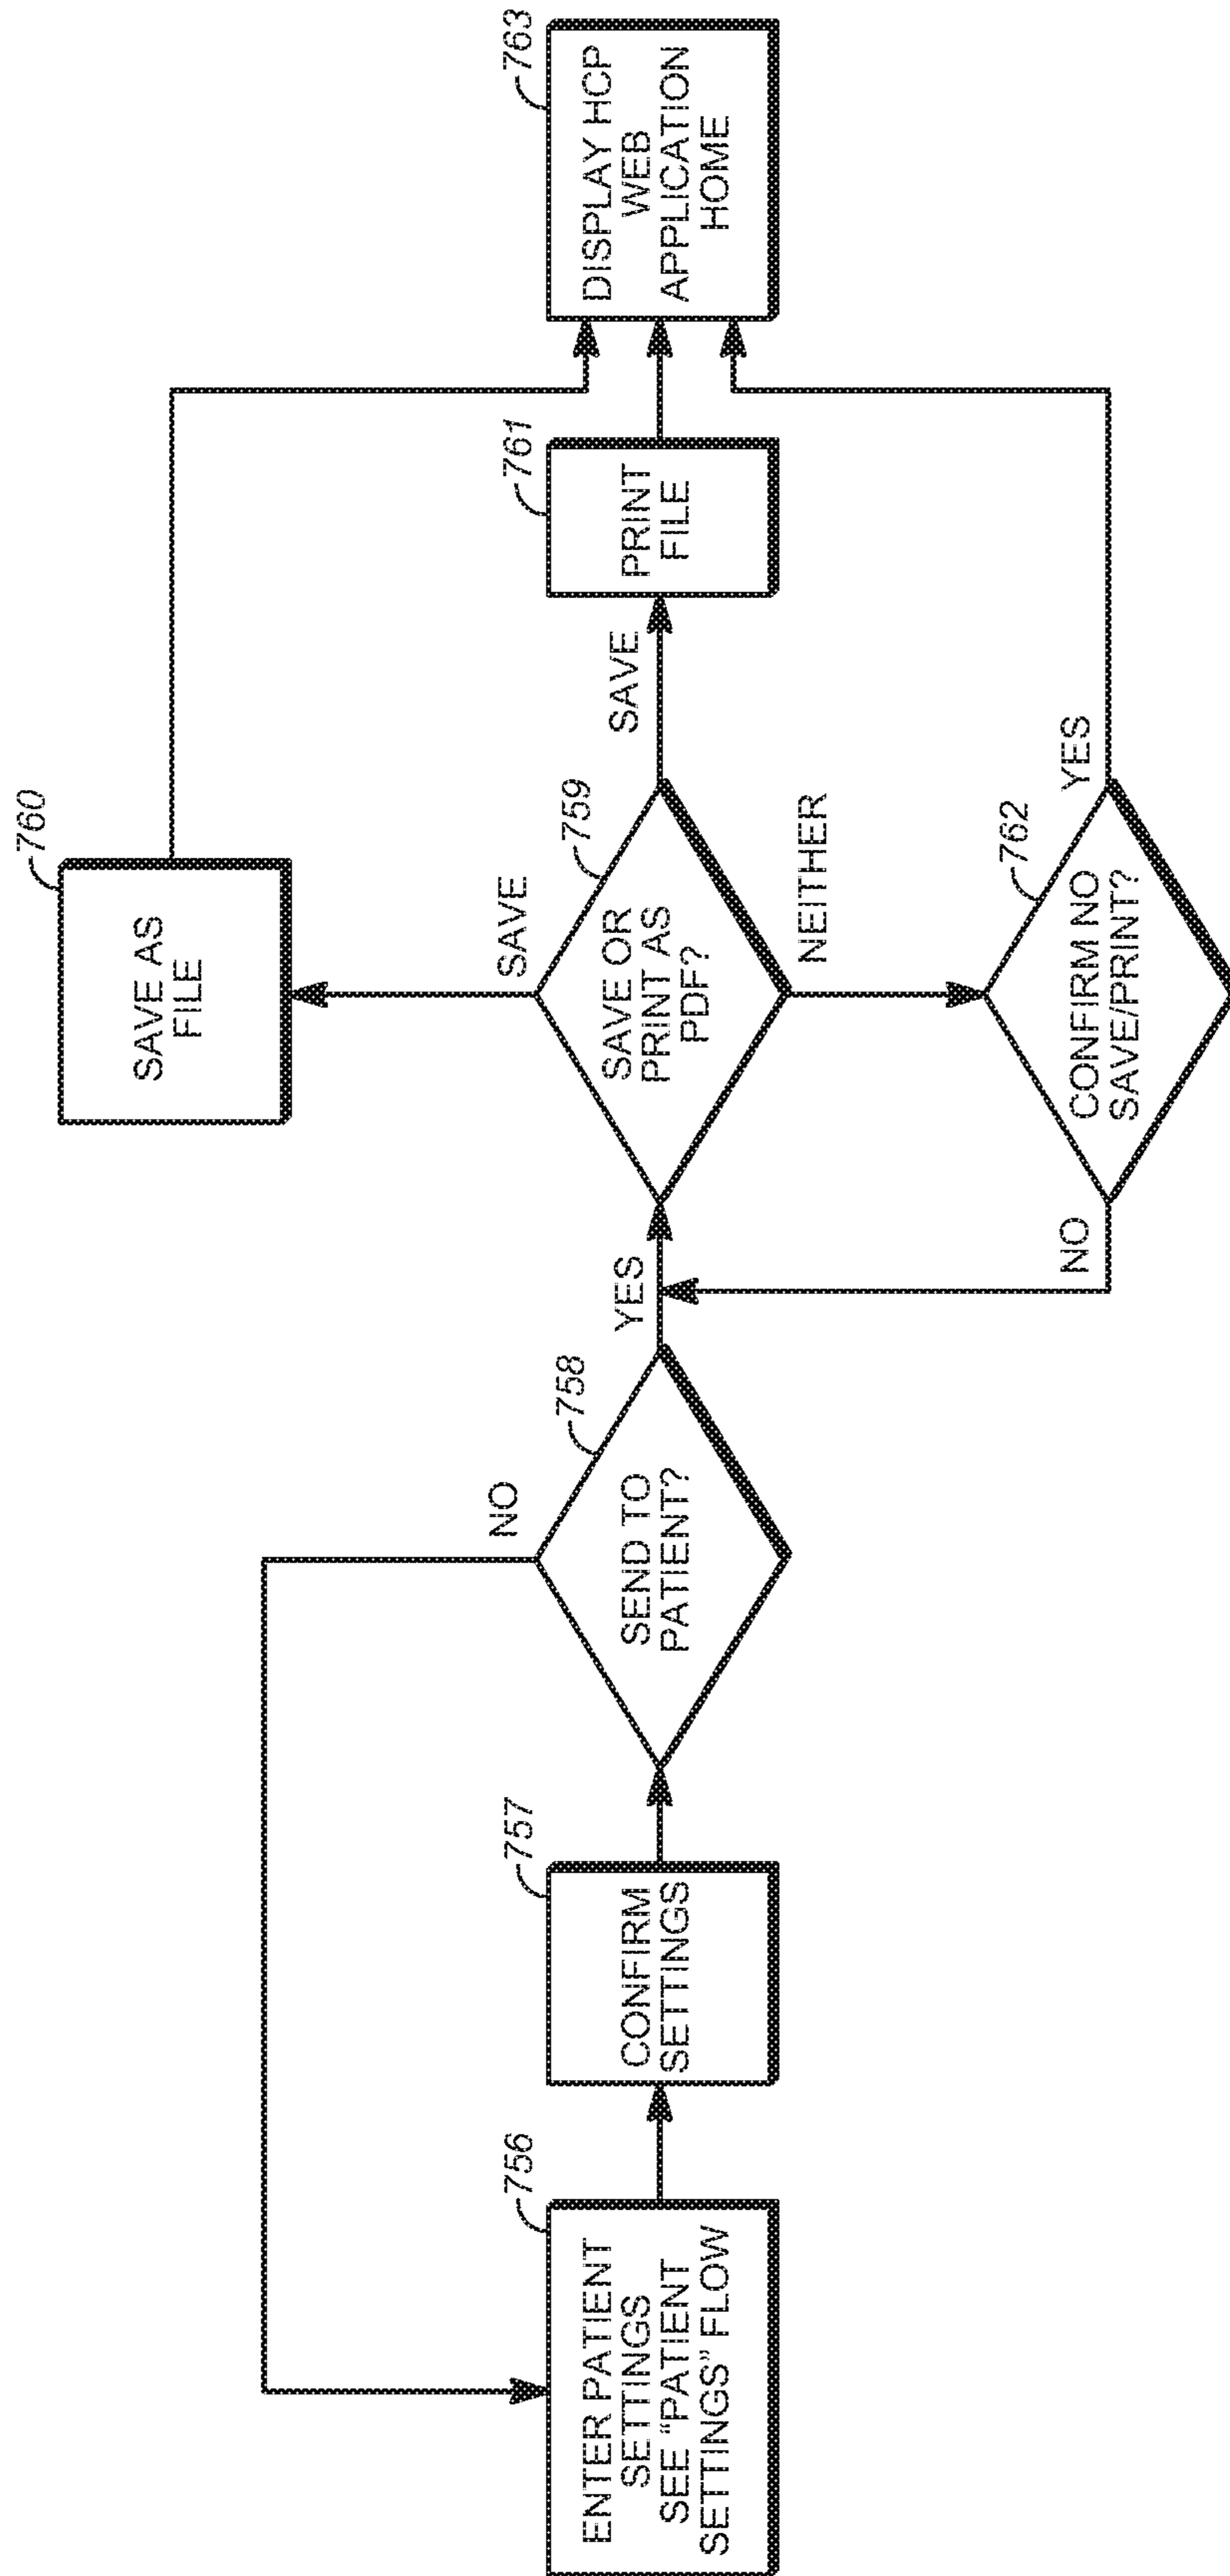 ENTER PATIENT
SETTINGS
SEE "PATIENT
SETTINGS" FLOW
756
CONFIRM
SETTINGS
757
SEND TO
PATIENT?
758
NO
YES
SAVE OR
PRINT AS
PDF?
759
SAVE
SAVE AS
FILE
760
SAVE
PRINT
FILE
761
NEITHER
CONFIRM NO
SAVE/PRINT?
762
NO
YES
DISPLAY HCP
WEB
APPLICATION
HOME
763